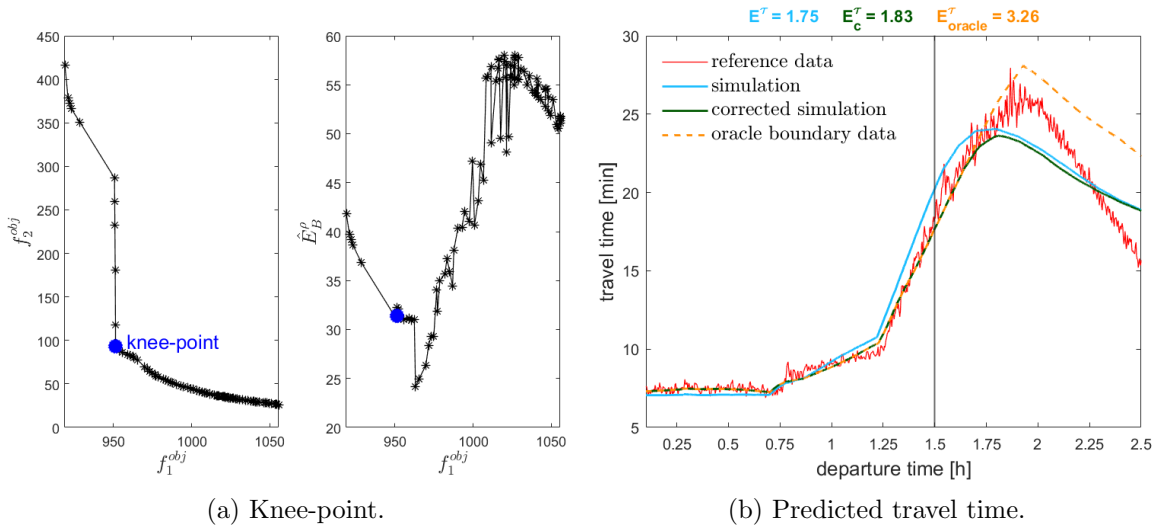 450
400
350
300
250
200
150
100
50
0
f_2^{obj}
knee-point
950
1000
1050
f_1^{obj}
60
55
50
45
40
35
30
25
20
Ê_B^ρ
950
1000
1050
f_1^{obj}
(a) Knee-point.
E^τ = 1.75 E_c^τ = 1.83 E_oracle^τ = 3.26
30
25
20
15
10
5
travel time [min]
reference data
simulation
corrected simulation
oracle boundary data
0.25 0.5 0.75 1 1.25 1.5 1.75 2 2.25 2.5
departure time [h]
(b) Predicted travel time.